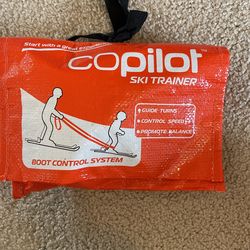 Start with a great
copilot
SKI TRAINER
GUIDE TURNS
CONTROL SPEED
PROMOTE BALANCE
BOOT CONTROL SYSTEM